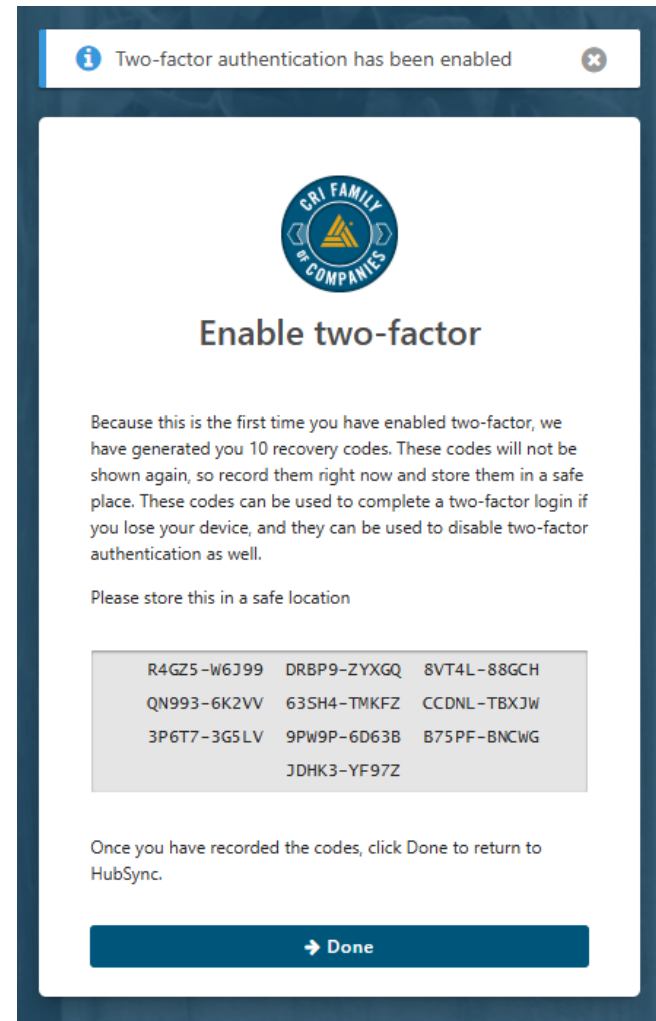 Two-factor authentication has been enabled
CRI FAMILY
OF COMPANIES
Enable two-factor
Because this is the first time you have enabled two-factor, we
have generated you 10 recovery codes. These codes will not be
shown again, so record them right now and store them in a safe
place. These codes can be used to complete a two-factor login if
you lose your device, and they can be used to disable two-factor
authentication as well.
Please store this in a safe location
R4GZ5-W6J99 DRBP9-ZYXGQ 8VT4L-88GCH
QN993-6K2VV 63SH4-TMKFZ CCDNL-TBXJW
3P6T7-3G5LV 9PW9P-6D63B B75PF-BNCWG
JDHK3-YF97Z
Once you have recorded the codes, click Done to return to
HubSync.
Done